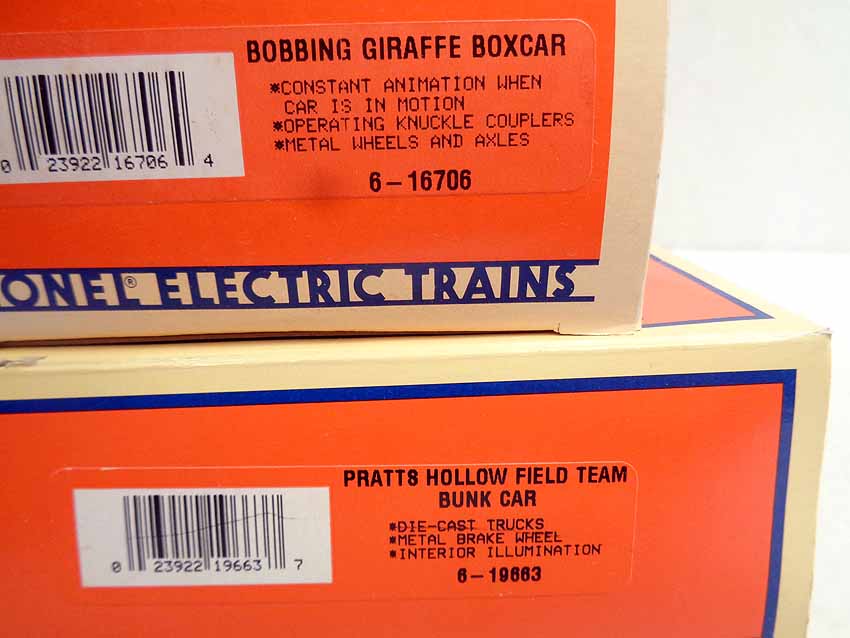 BOBBING GIRAFFE BOXCAR
*CONSTANT ANIMATION WHEN
CAR IS IN MOTION
*OPERATING KNUCKLE COUPLERS
*METAL WHEELS AND AXLES
0 23922 16706 4
6-16706
ONEL® ELECTRIC TRAINS
PRATTS HOLLOW FIELD TEAM
BUNK CAR
*DIE-CAST TRUCKS
*METAL BRAKE WHEEL
*INTERIOR ILLUMINATION
0 23922 19663 7
6-19663